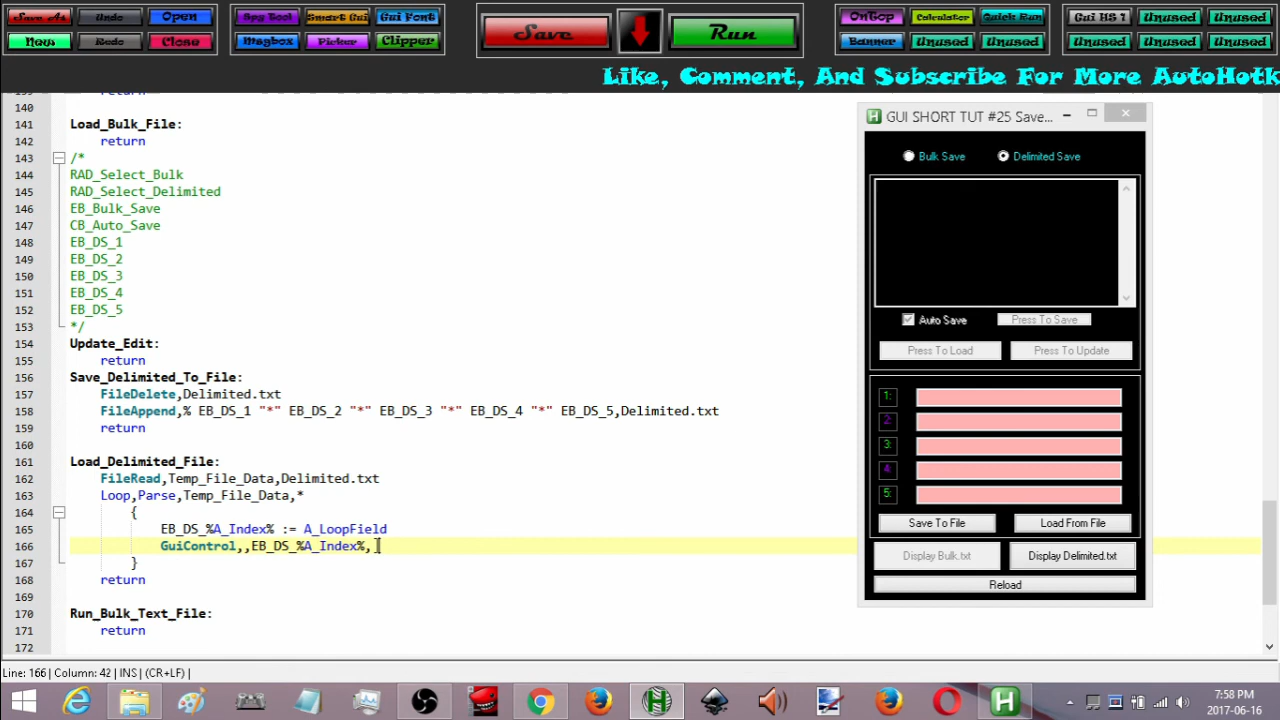 Save As Undo Open Spy Tool Smart Gui Gui Font Save Run OnTop Calculator Quick Run Gui HS 1 Unused Unused
New Redo Close Msgbox Picker Clipper Banner Unused Unused Unused Unused Unused
Like, Comment, And Subscribe For More AutoHotk
139 return
140
141 Load_Bulk_File:
142 return
143 /*
144 RAD_Select_Bulk
145 RAD_Select_Delimited
146 EB_Bulk_Save
147 CB_Auto_Save
148 EB_DS_1
149 EB_DS_2
150 EB_DS_3
151 EB_DS_4
152 EB_DS_5
153 */
154 Update_Edit:
155 return
156 Save_Delimited_To_File:
157 FileDelete,Delimited.txt
158 FileAppend,% EB_DS_1 "*" EB_DS_2 "*" EB_DS_3 "*" EB_DS_4 "*" EB_DS_5,Delimited.txt
159 return
160
161 Load_Delimited_File:
162 FileRead,Temp_File_Data,Delimited.txt
163 Loop,Parse,Temp_File_Data,*
164 {
165 EB_DS_%A_Index% := A_LoopField
166 GuiControl,,EB_DS_%A_Index%,
167 }
168 return
169
170 Run_Bulk_Text_File:
171 return
172
GUI SHORT TUT #25 Save...
Bulk Save Delimited Save
Auto Save Press To Save
Press To Load Press To Update
1:
2:
3:
4:
5:
Save To File Load From File
Display Bulk.txt Display Delimited.txt
Reload
Line: 166 | Column: 42 | INS | (CR+LF) |
7:58 PM
2017-06-16